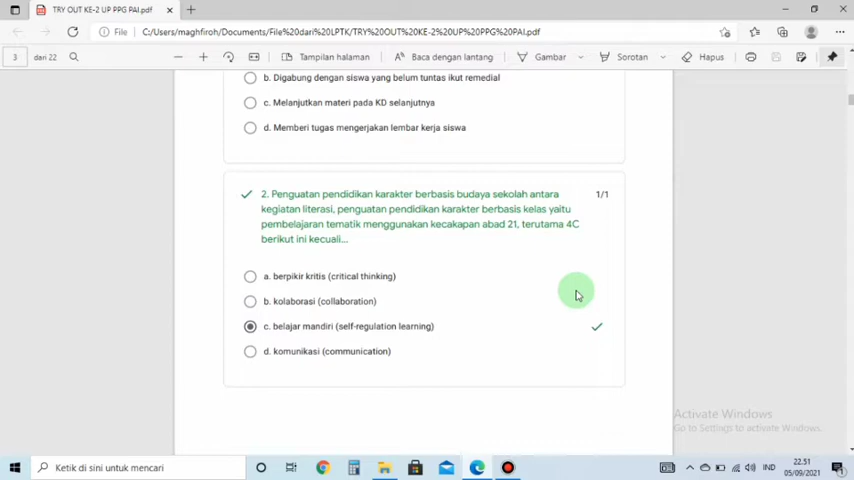 TRY OUT KE-2 UP PPG PAI.pdf
File
C:/Users/maghfiroh/Documents/File%20dari%20LPTK/TRY%20OUT%20KE-2%20UP%20PPG%20PAI.pdf
3 dari 22
Tampilan halaman
Baca dengan lantang
Gambar
Sorotan
Hapus
b. Digabung dengan siswa yang belum tuntas ikut remedial
c. Melanjutkan materi pada KD selanjutnya
d. Memberi tugas mengerjakan lembar kerja siswa
2. Penguatan pendidikan karakter berbasis budaya sekolah antara 1/1
kegiatan literasi, penguatan pendidikan karakter berbasis kelas yaitu
pembelajaran tematik menggunakan kecakapan abad 21, terutama 4C
berikut ini kecuali...
a. berpikir kritis (critical thinking)
b. kolaborasi (collaboration)
c. belajar mandiri (self-regulation learning)
d. komunikasi (communication)
Activate Windows
Go to Settings to activate Windows.
Ketik di sini untuk mencari
IND
22.51
05/09/2021